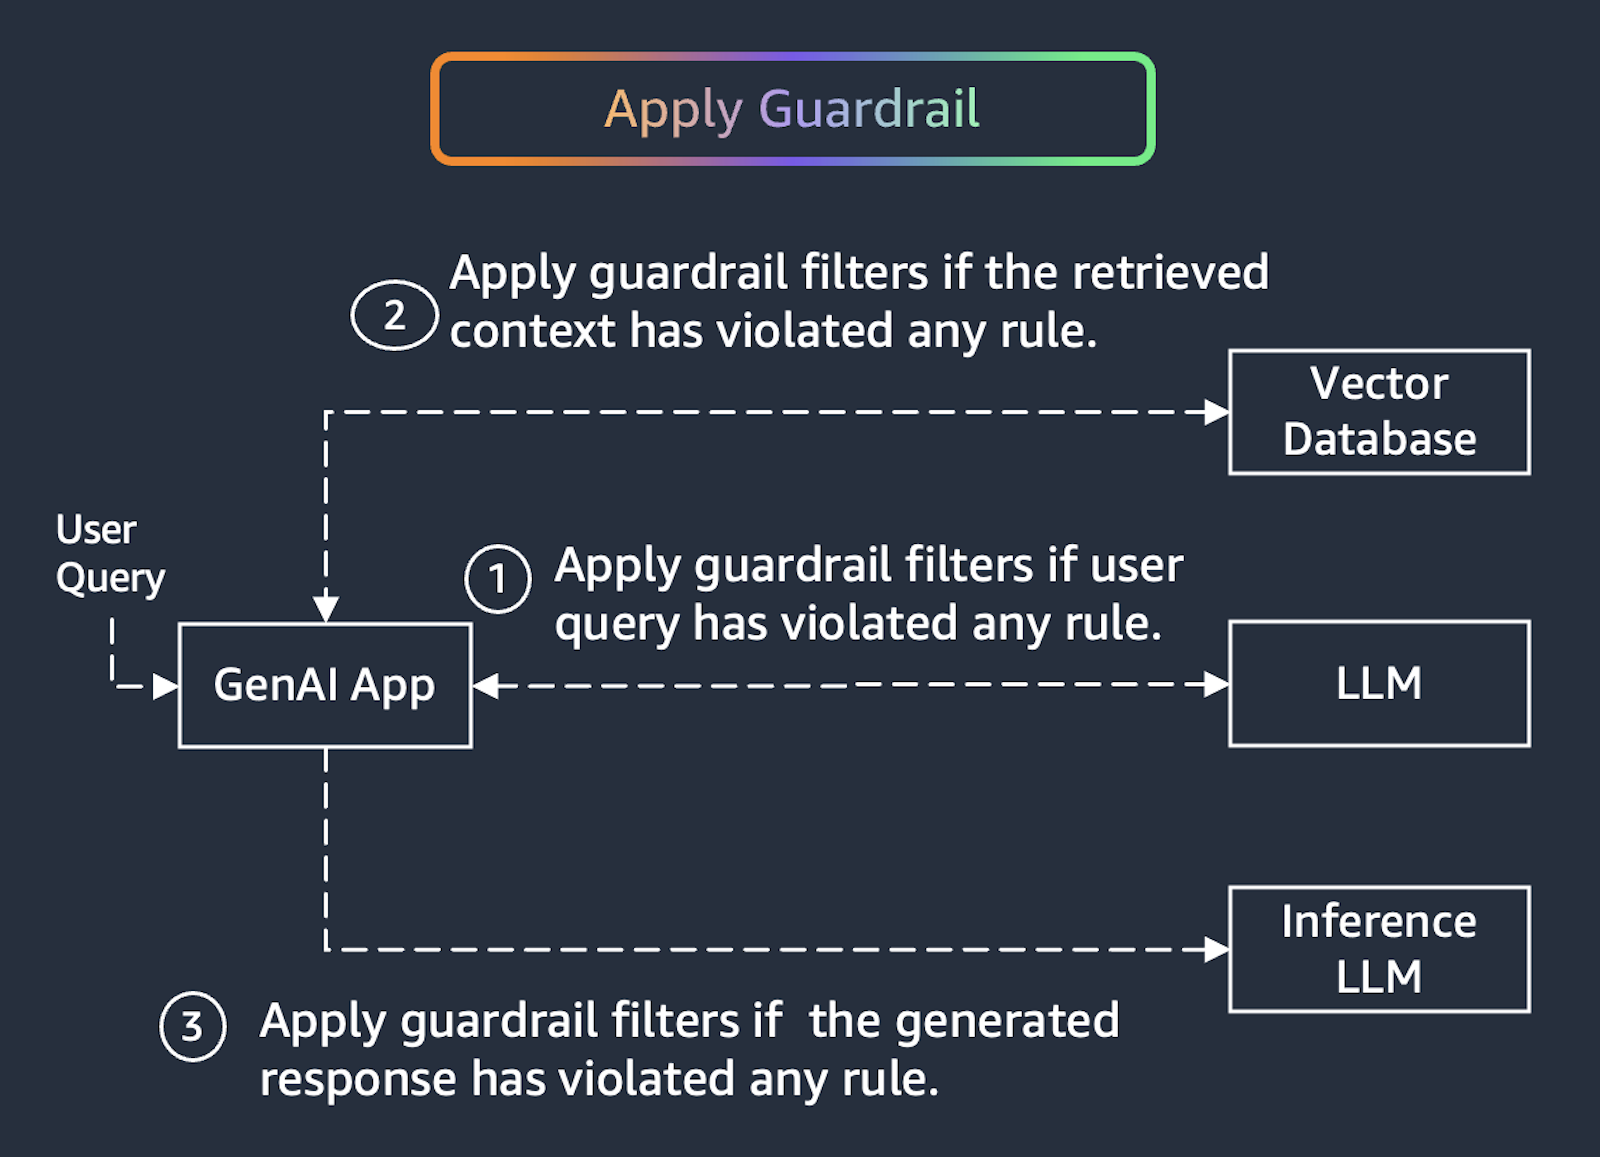 Apply Guardrail
2
Apply guardrail filters if the retrieved
context has violated any rule.
Vector
Database
User
Query
1
Apply guardrail filters if user
query has violated any rule.
GenAI App
LLM
Inference
LLM
3
Apply guardrail filters if  the generated
response has violated any rule.